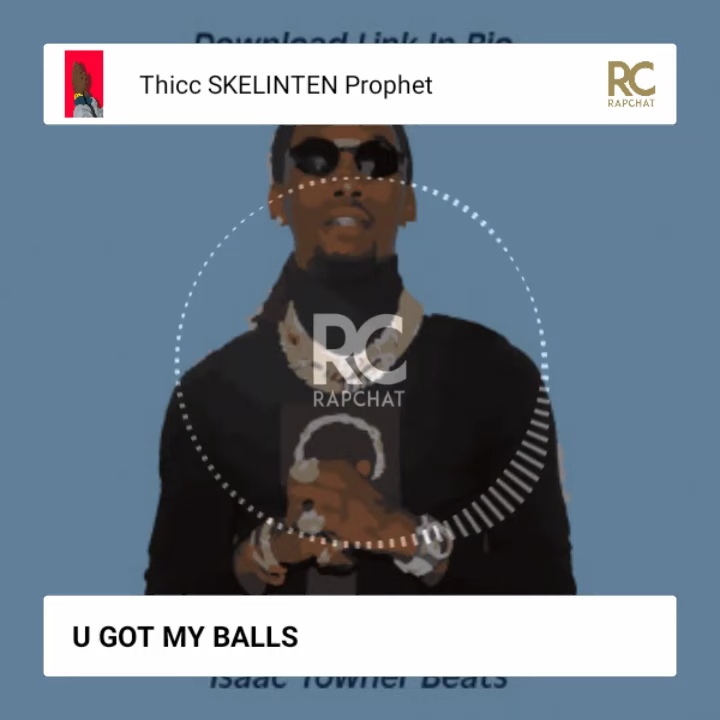 Download Link In Bio
Thicc SKELINTEN Prophet
RC
RAPCHAT
RC
RAPCHAT
U GOT MY BALLS
Isaac Towner Beats